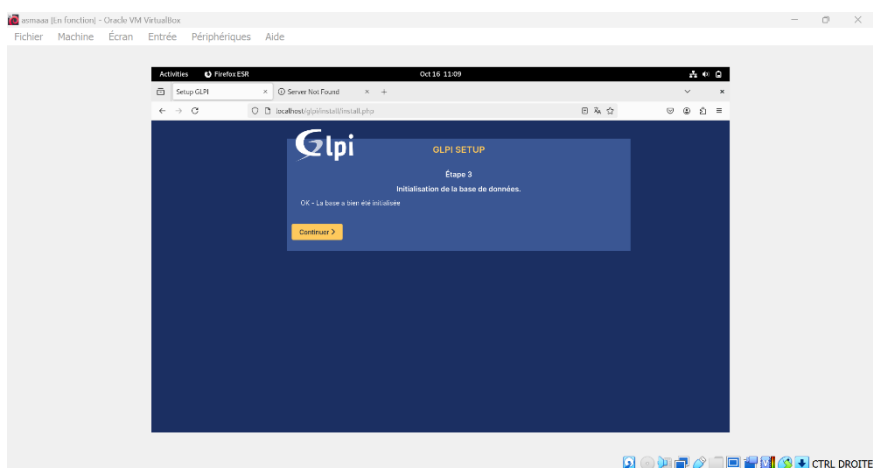 asmaaa [En fonction] - Oracle VM VirtualBox
Fichier Machine Écran Entrée Périphériques Aide
Activities Firefox ESR Oct 16 11:09
Setup GLPI Server Not Found
localhost/glpi/install/install.php
Glpi
GLPI SETUP
Étape 3
Initialisation de la base de données.
OK - La base a bien été initialisée
Continuer
CTRL DROITE